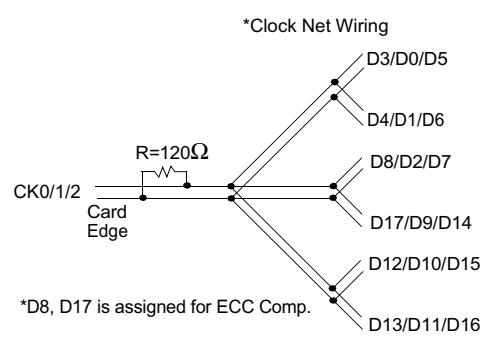 *Clock Net Wiring
D3/D0/D5
D4/D1/D6
R=120Ω
D8/D2/D7
CK0/1/2
Card
Edge
D17/D9/D14
D12/D10/D15
*D8, D17 is assigned for ECC Comp.
D13/D11/D16